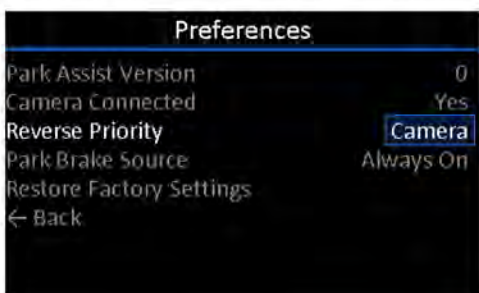 Preferences
Park Assist Version 0
Camera Connected Yes
Reverse Priority Camera
Park Brake Source Always On
Restore Factory Settings
← Back